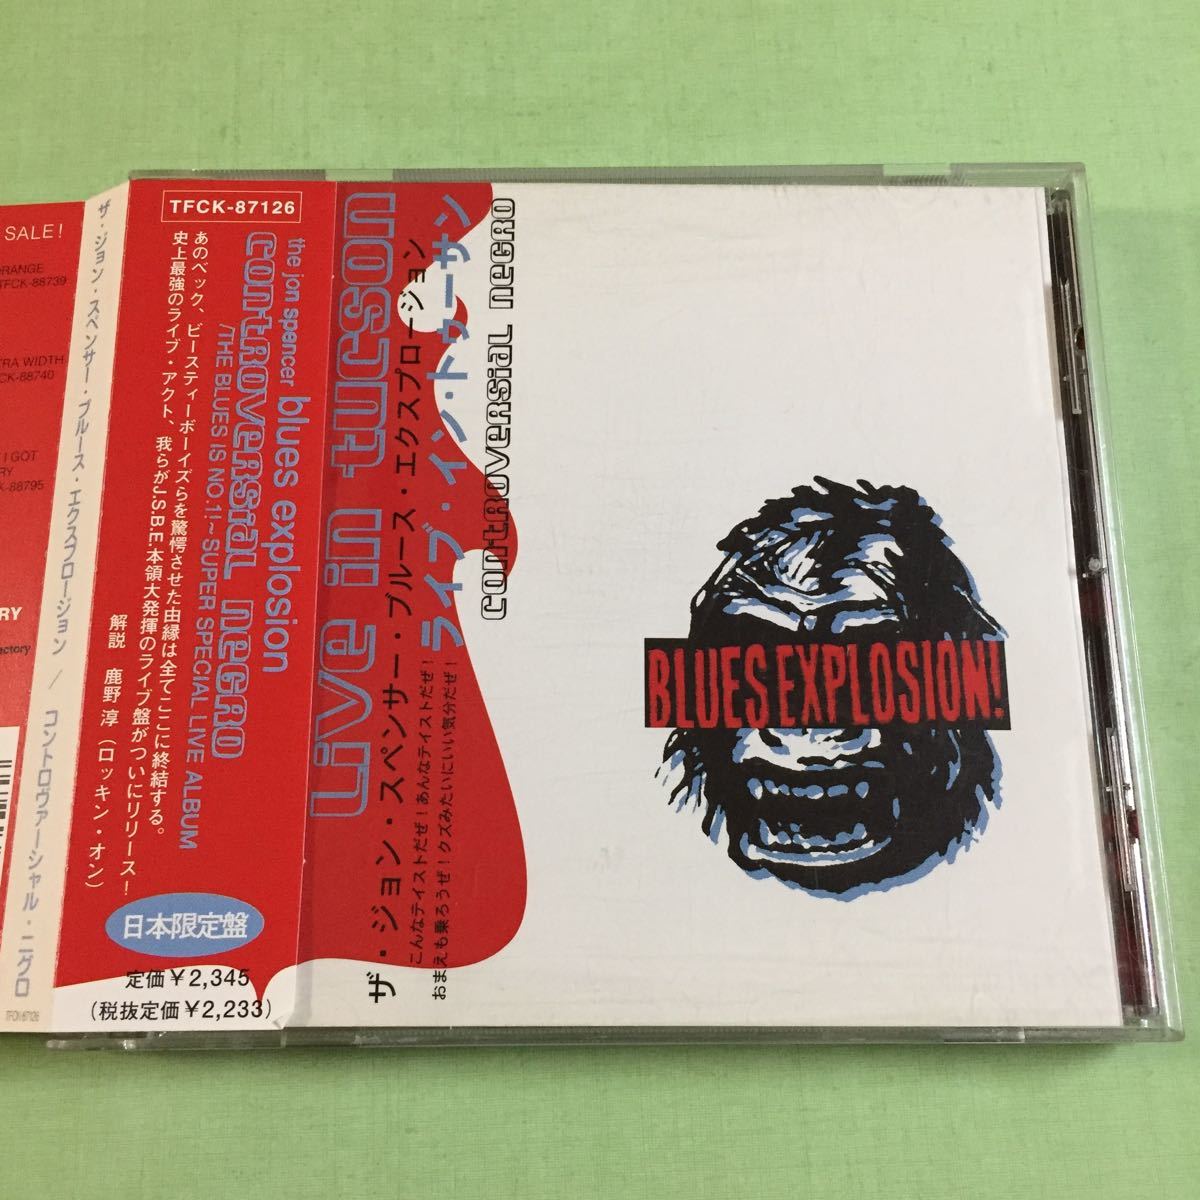 SALE!
TFCK-88739
TRA WIDTH
CK-88740
I GOT
K-88795
ザ・ジョン・スペンサー・ブルース・エクスプロージョン / コントロヴァーシャル・ニグロ
TFCK-87126
TFCK-87126
the jon spencer blues explosion
controversial negro
/THE BLUES IS NO.1!~SUPER SPECIAL LIVE ALBUM
あのベック、ビースティーボーイズらを驚愕させた由縁は全てここに終結する。
史上最強のライブ・アクト、我らがJ.S.B.E.本領大発揮のライブ盤がついにリリース!
解説 鹿野 淳(ロッキン・オン)
日本限定盤
定価¥2,345
(税抜定価¥2,233)
Live in tucson
ザ・ジョン・スペンサー・ブルース・エクスプロージョン
ライブ・イン・トゥーサン
こんなテイストだぜ!あんなテイストだぜ!
おまえも乗ろうぜ!クズみたいにいい気分だぜ!
controversial negro
BLUES EXPLOSION!